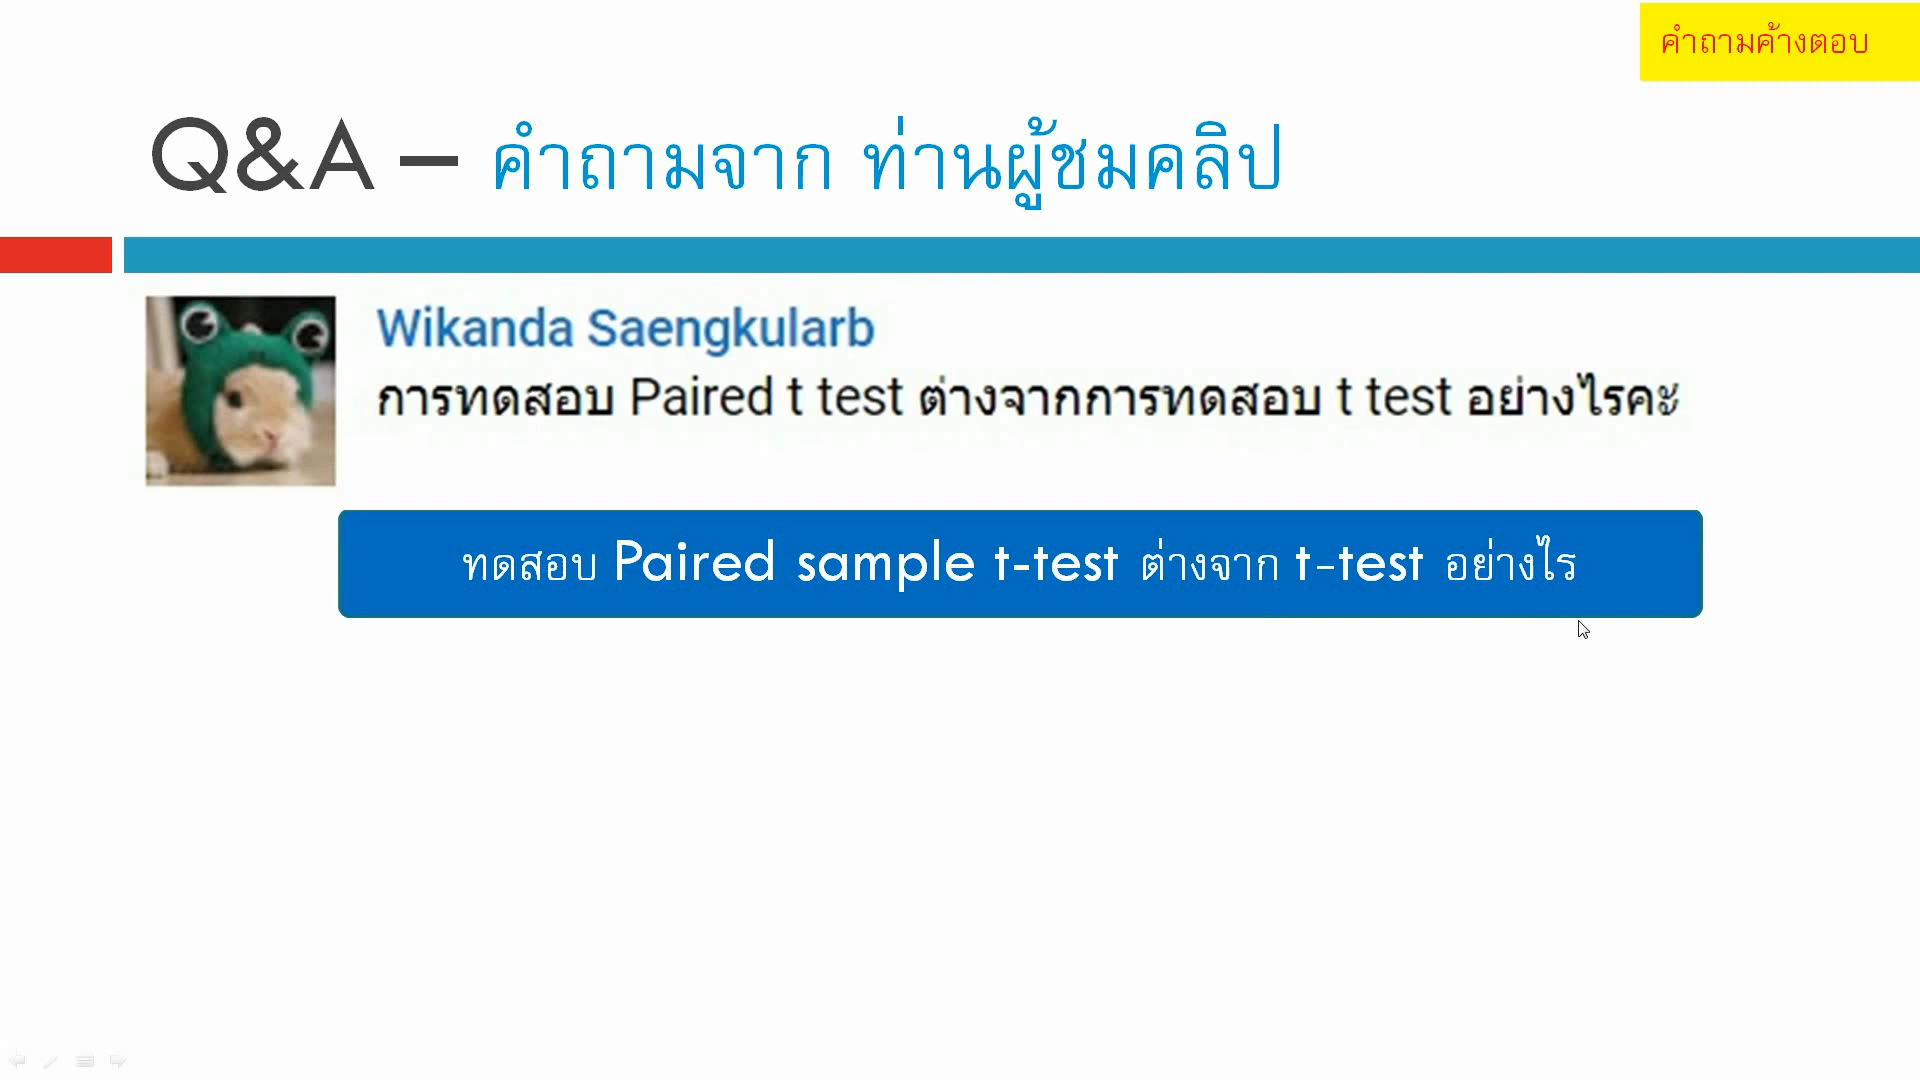 คำถามค้างตอบ
Q&A – คำถามจาก ท่านผู้ชมคลิป
Wikanda Saengkularb
การทดสอบ Paired t test ต่างจากการทดสอบ t test อย่างไรคะ
ทดสอบ Paired sample t-test ต่างจาก t-test อย่างไร